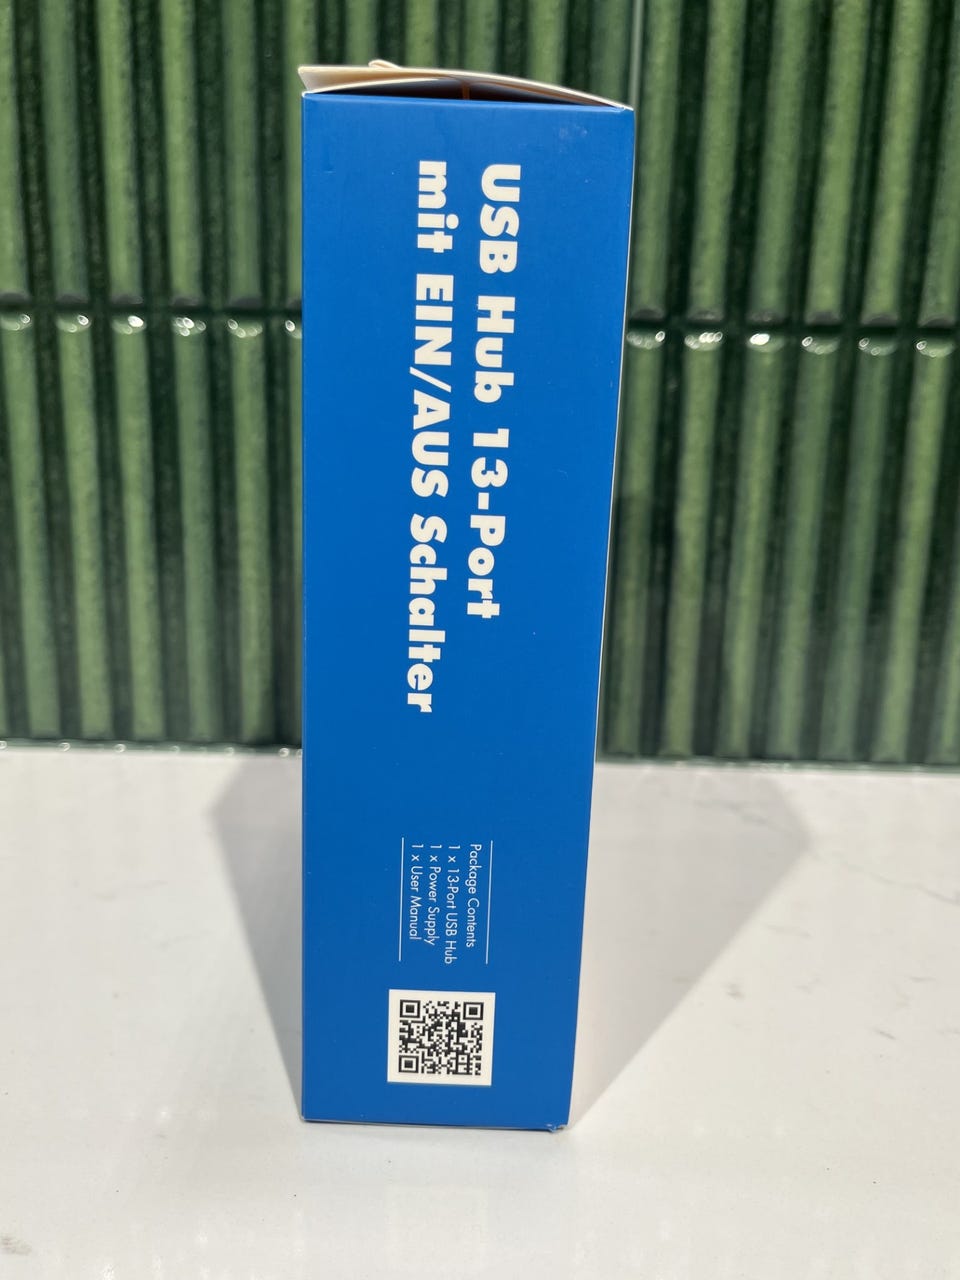 USB Hub 13-Port
mit EIN/AUS Schalter
Package Contents
1 x 13-Port USB Hub
1 x Power Supply
1 x User Manual